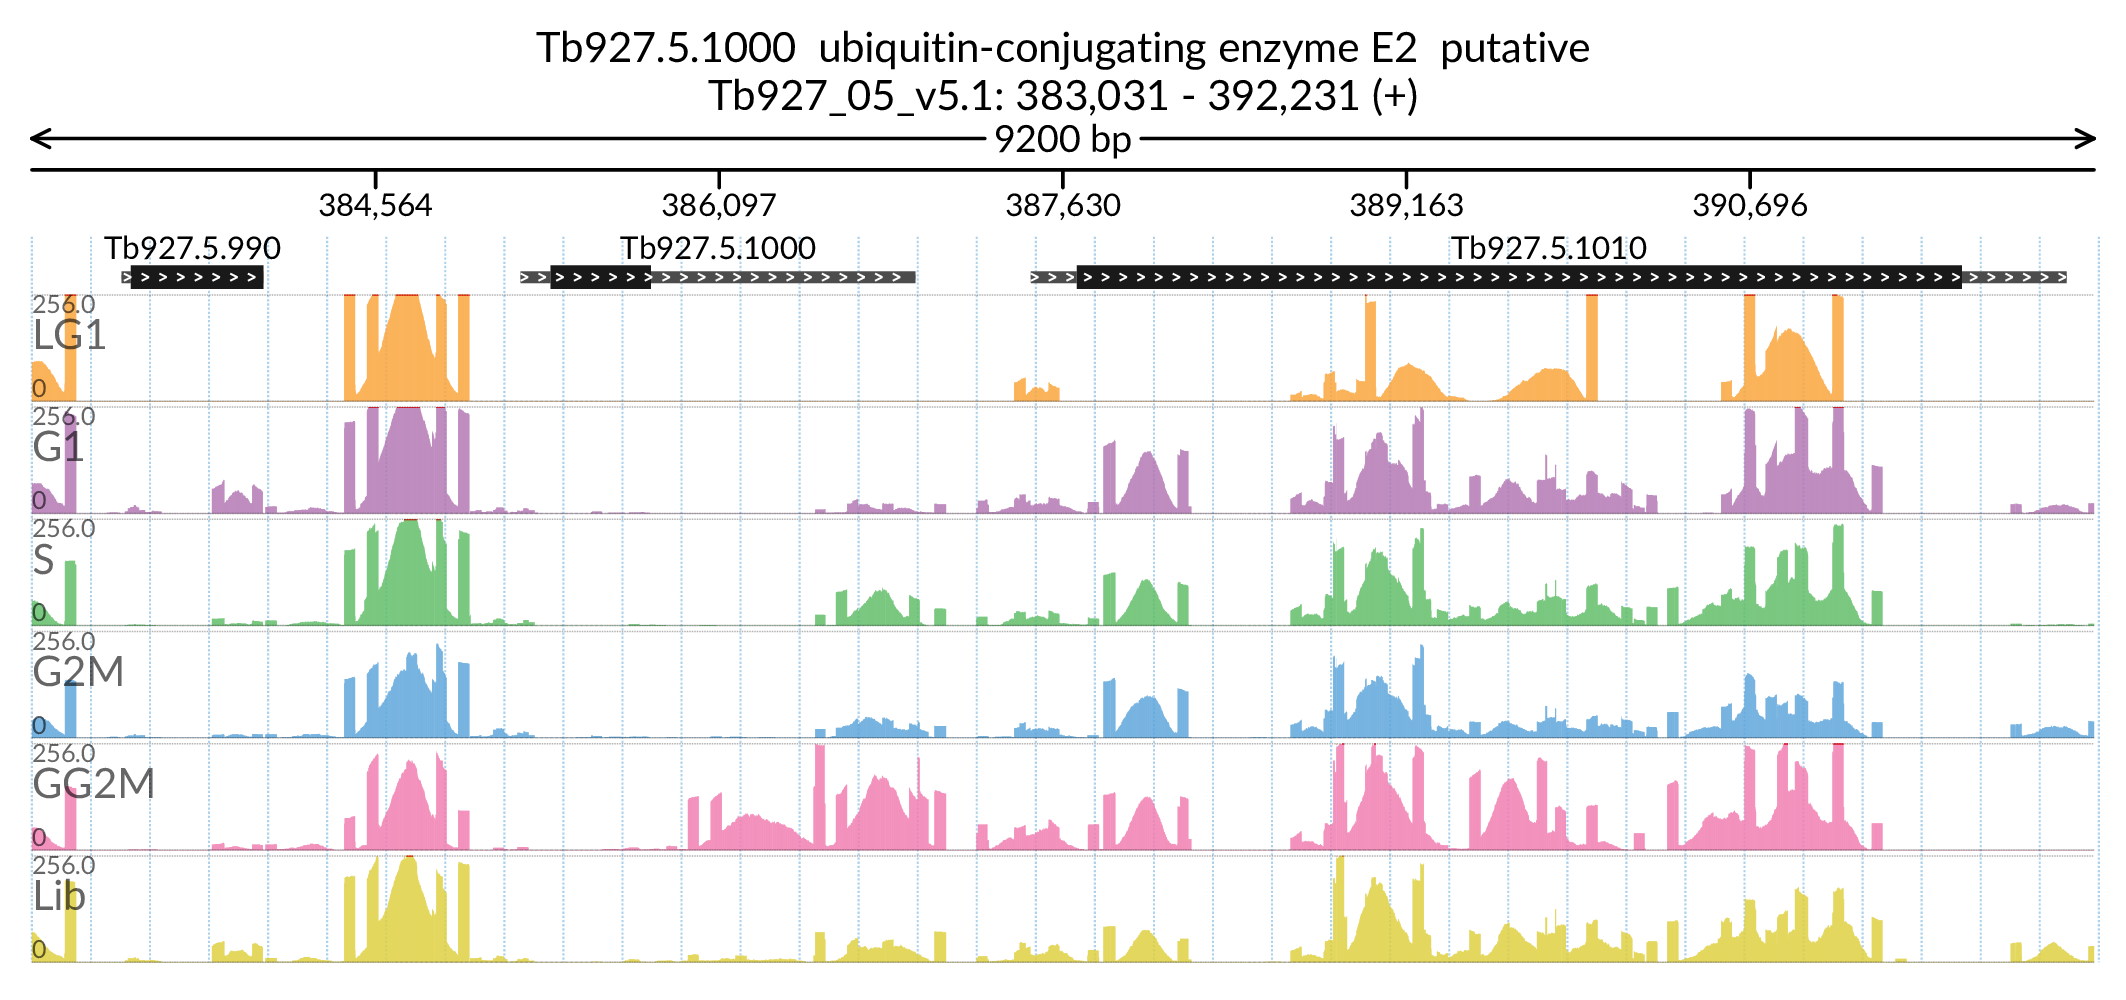 Tb927.5.1000  ubiquitin-conjugating enzyme E2  putative
Tb927_05_v5.1: 383,031 - 392,231 (+)
9200 bp
384,564 386,097 387,630 389,163 390,696
Tb927.5.990 Tb927.5.1000 Tb927.5.1010
256.0
LG1
0
256.0
G1
0
256.0
S
0
256.0
G2M
0
256.0
GG2M
0
256.0
Lib
0